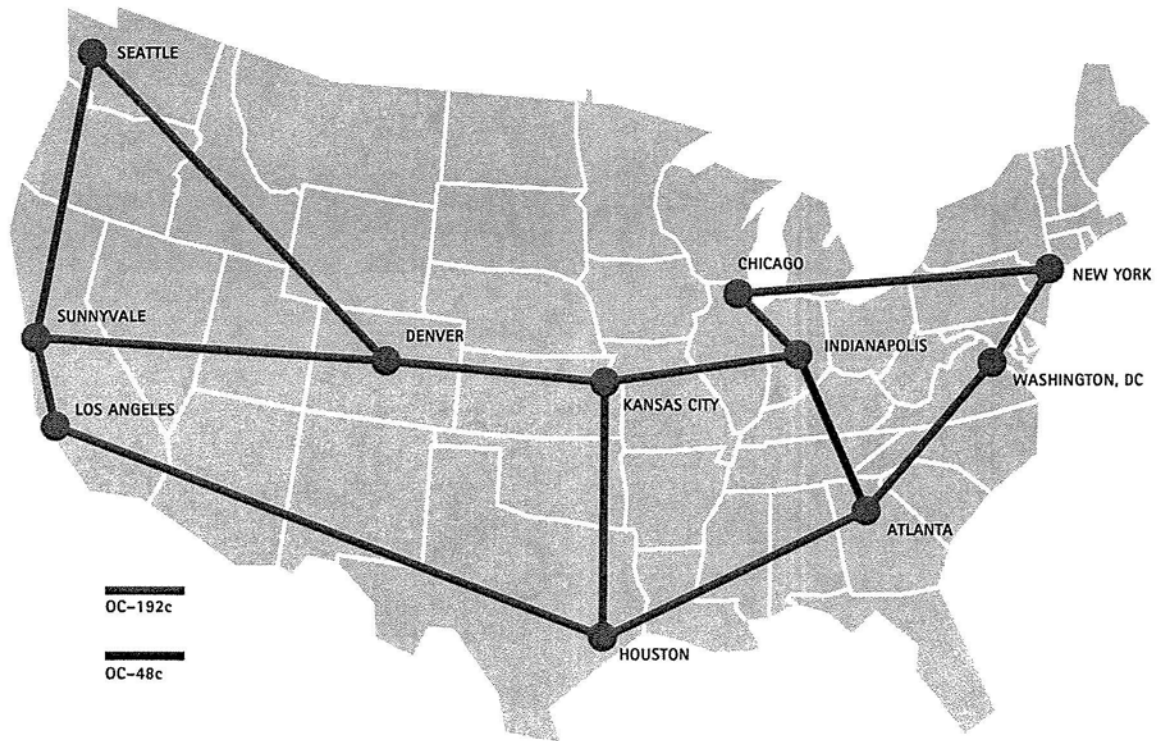 SEATTLE
CHICAGO
NEW YORK
SUNNYVALE
DENVER
INDIANAPOLIS
WASHINGTON, DC
KANSAS CITY
LOS ANGELES
ATLANTA
OC-192c
HOUSTON
OC-48c